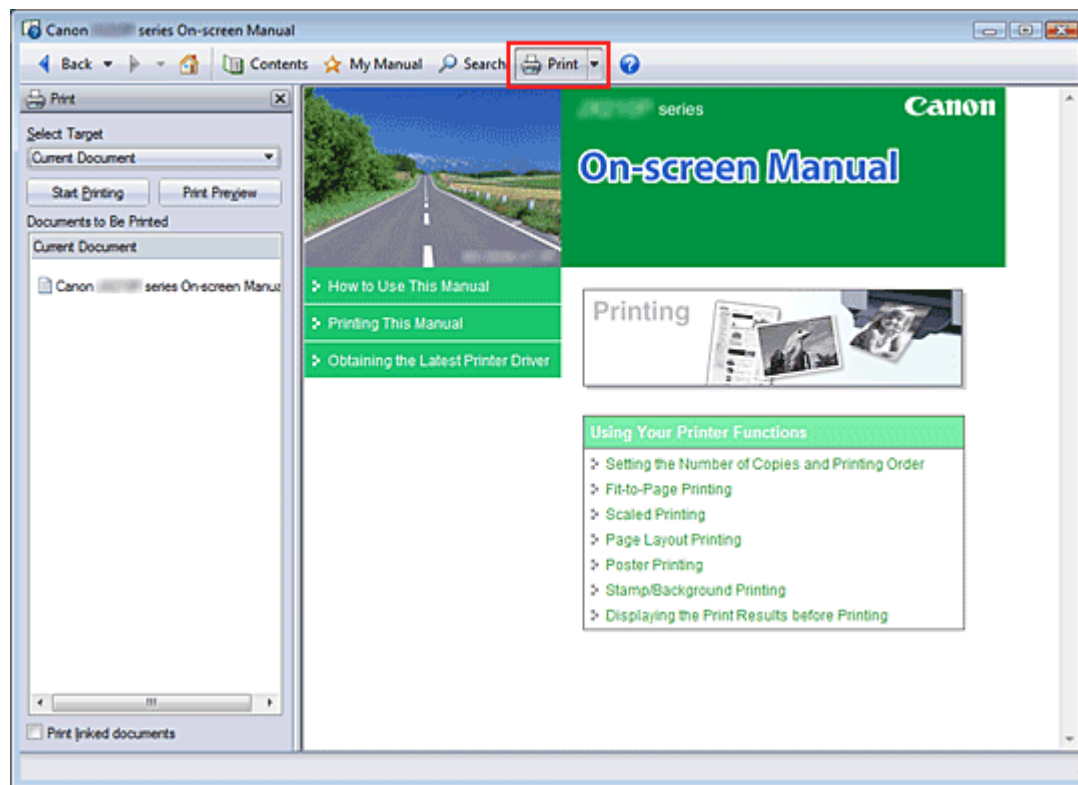 Canon series On-screen Manual
Back Contents My Manual Search Print
Print
Select Target
Current Document
Start Printing Print Preview
Documents to Be Printed
Current Document
Canon series On-screen Manua
Print linked documents
series Canon
On-screen Manual
How to Use This Manual
Printing This Manual
Obtaining the Latest Printer Driver
Printing
Using Your Printer Functions
Setting the Number of Copies and Printing Order
Fit-to-Page Printing
Scaled Printing
Page Layout Printing
Poster Printing
Stamp/Background Printing
Displaying the Print Results before Printing